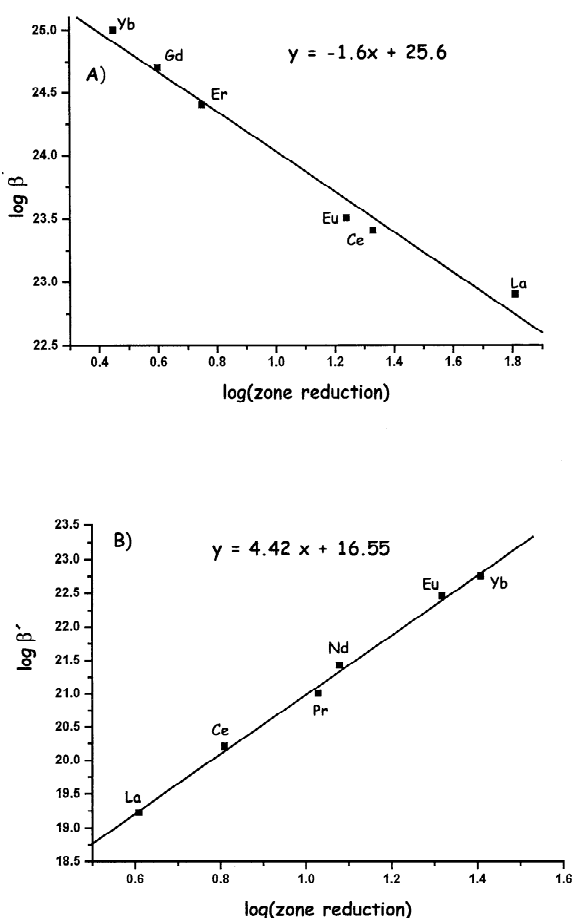 Yb
25.0
y = -1.6x + 25.6
Gd
A)
24.5
Er
24.0
log β´
23.5
Eu
Ce
23.0
La
22.5
0.4 0.6 0.8 1.0 1.2 1.4 1.6 1.8
log(zone reduction)
23.5
B)
y = 4.42 x + 16.55
23.0
Eu
Yb
22.5
22.0
log β´
Nd
21.5
21.0
Pr
20.5
Ce
20.0
19.5
La
19.0
18.5
0.6 0.8 1.0 1.2 1.4 1.6
log(zone reduction)